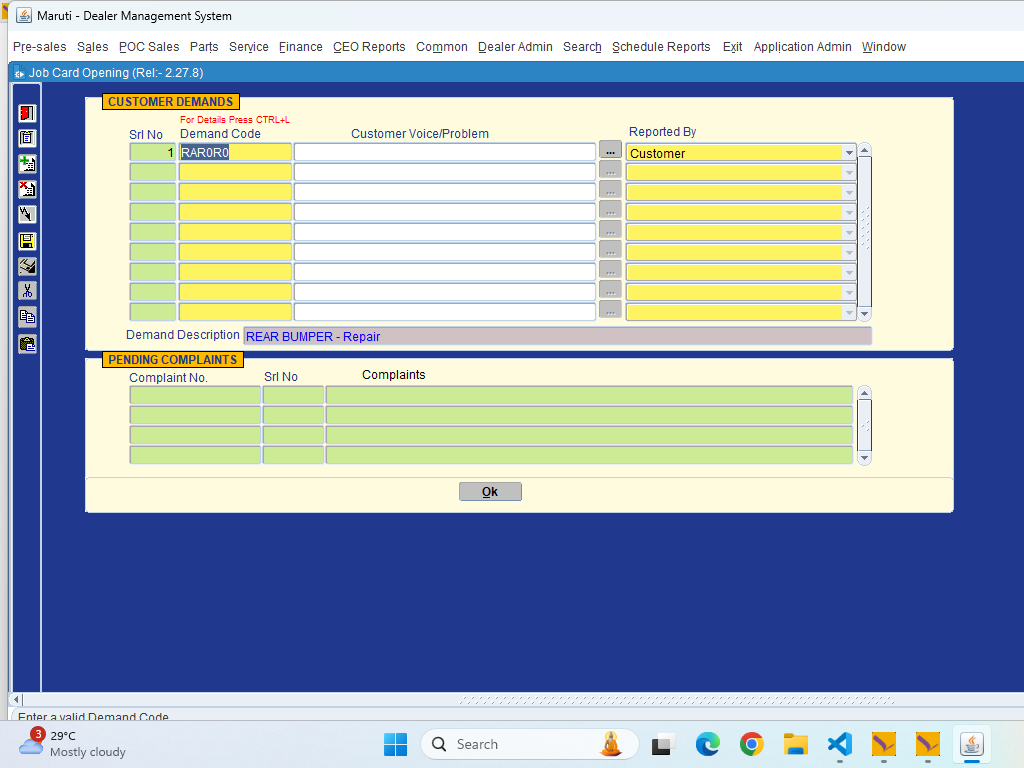 Maruti - Dealer Management System
Pre-sales Sales POC Sales Parts Service Finance CEO Reports Common Dealer Admin Search Schedule Reports Exit Application Admin Window
Job Card Opening (Rel:- 2.27.8)
CUSTOMER DEMANDS
For Details Press CTRL+L
Srl No Demand Code Customer Voice/Problem Reported By
1 RAR0R0 ... Customer
...
...
...
...
...
...
...
...
Demand Description REAR BUMPER - Repair
PENDING COMPLAINTS
Complaint No. Srl No Complaints
Ok
Enter a valid Demand Code
3 29°C
Mostly cloudy
Search